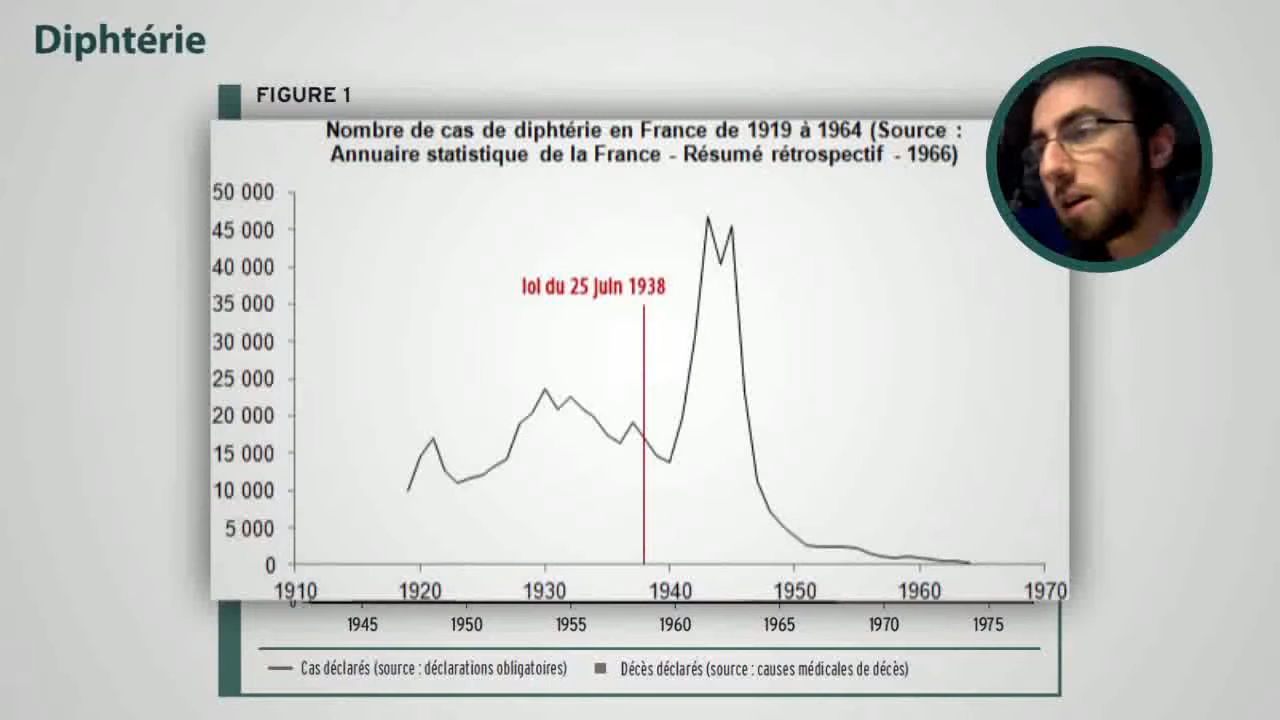 Diphtérie
FIGURE 1
Nombre de cas de diphtérie en France de 1919 à 1964 (Source :
Annuaire statistique de la France - Résumé rétrospectif - 1966)
50 000
45 000
40 000
35 000
30 000
25 000
20 000
15 000
10 000
5 000
0
loi du 25 juin 1938
1910 1920 1930 1940 1950 1960 1970
0
1945 1950 1955 1960 1965 1970 1975
Cas déclarés (source : déclarations obligatoires) Décès déclarés (source : causes médicales de décès)